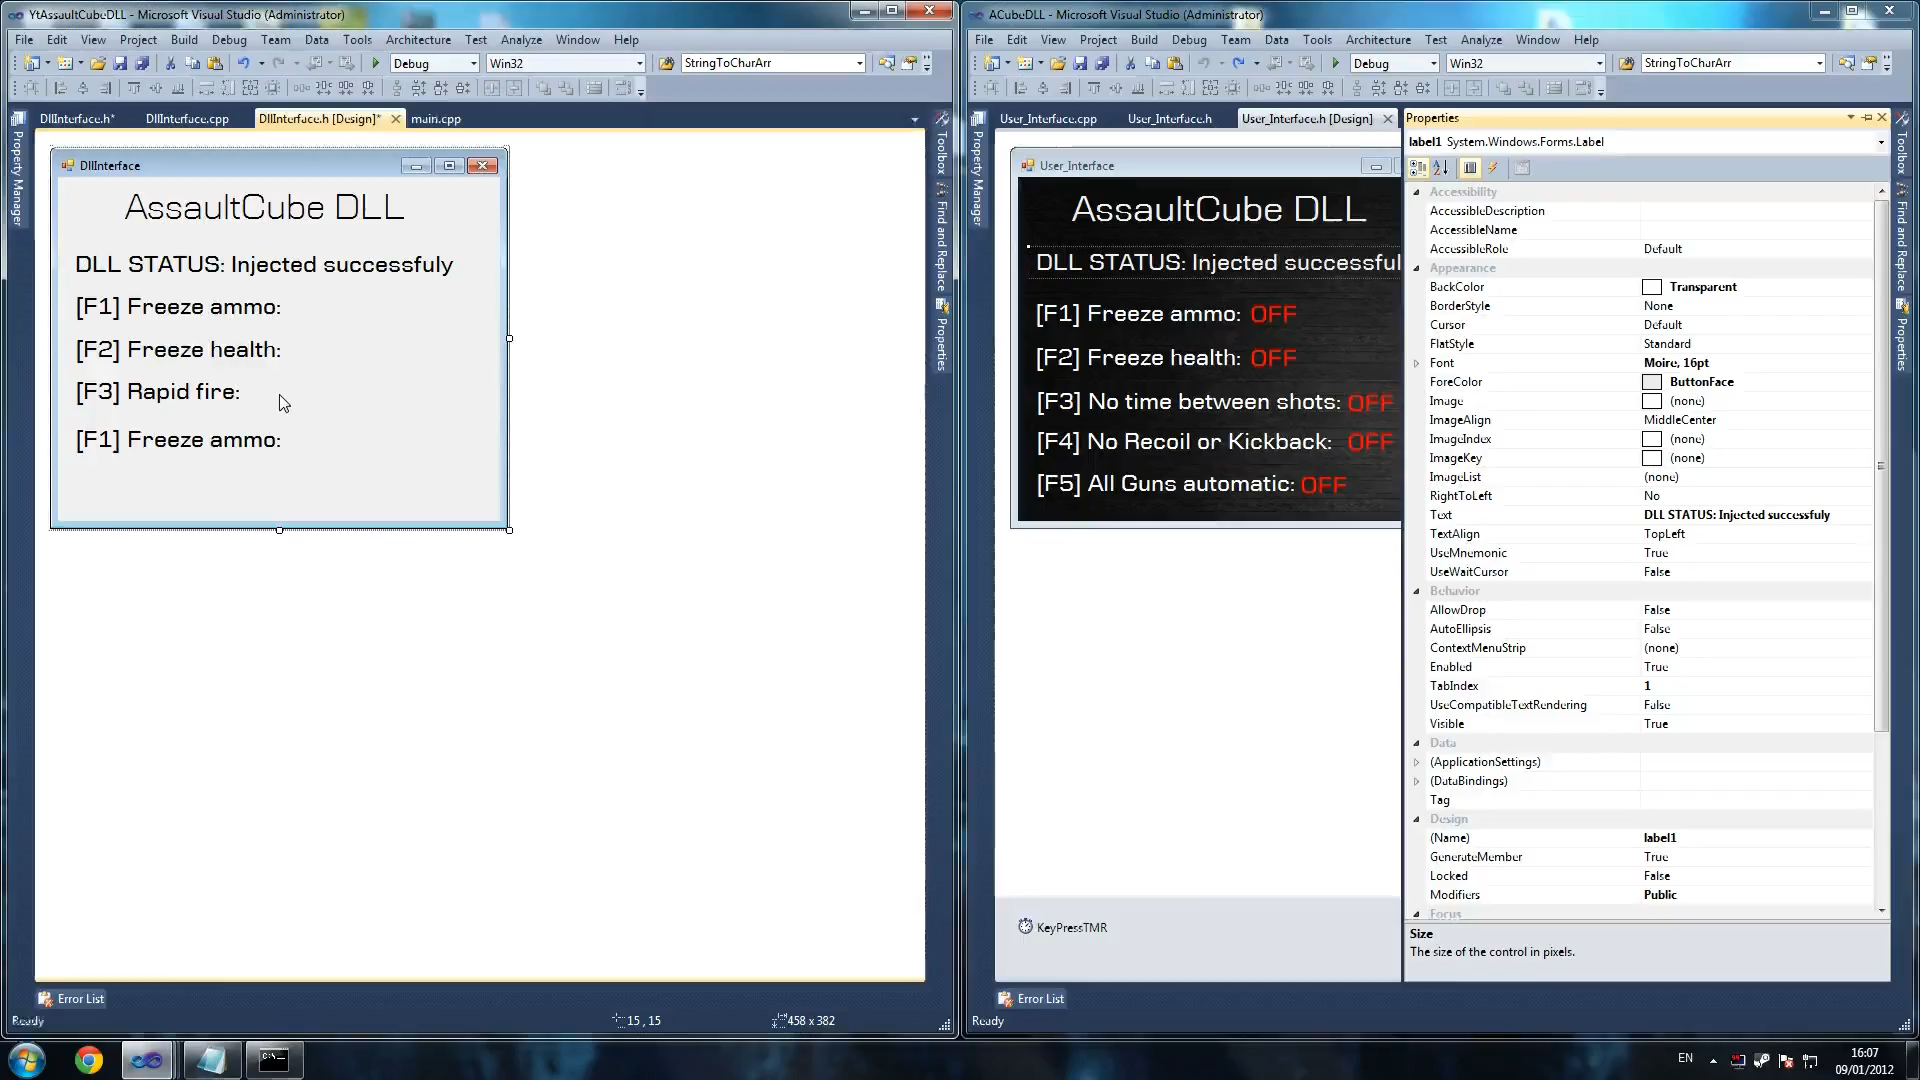 YtAssaultCubeDLL - Microsoft Visual Studio (Administrator)
File Edit View Project Build Debug Team Data Tools Architecture Test Analyze Window Help
Debug Win32 StringToCharArr
DllInterface.h* DllInterface.cpp DllInterface.h [Design]* main.cpp
Property Manager
DllInterface
AssaultCube DLL
DLL STATUS: Injected successfuly
[F1] Freeze ammo:
[F2] Freeze health:
[F3] Rapid fire:
[F1] Freeze ammo:
Toolbox
Find and Replace
Properties
Error List
Ready 15 , 15 458 x 382
ACubeDLL - Microsoft Visual Studio (Administrator)
File Edit View Project Build Debug Team Data Tools Architecture Test Analyze Window Help
Debug Win32 StringToCharArr
User_Interface.cpp User_Interface.h User_Interface.h [Design]
Property Manager
User_Interface
AssaultCube DLL
DLL STATUS: Injected successful
[F1] Freeze ammo: OFF
[F2] Freeze health: OFF
[F3] No time between shots: OFF
[F4] No Recoil or Kickback: OFF
[F5] All Guns automatic: OFF
KeyPressTMR
Properties
label1 System.Windows.Forms.Label
Accessibility
AccessibleDescription
AccessibleName
AccessibleRole Default
Appearance
BackColor Transparent
BorderStyle None
Cursor Default
FlatStyle Standard
Font Moire, 16pt
ForeColor ButtonFace
Image (none)
ImageAlign MiddleCenter
ImageIndex (none)
ImageKey (none)
ImageList (none)
RightToLeft No
Text DLL STATUS: Injected successfuly
TextAlign TopLeft
UseMnemonic True
UseWaitCursor False
Behavior
AllowDrop False
AutoEllipsis False
ContextMenuStrip (none)
Enabled True
TabIndex 1
UseCompatibleTextRendering False
Visible True
Data
(ApplicationSettings)
(DataBindings)
Tag
Design
(Name) label1
GenerateMember True
Locked False
Modifiers Public
Focus
Size
The size of the control in pixels.
Toolbox
Find and Replace
Properties
Error List
Ready
EN
16:07
09/01/2012